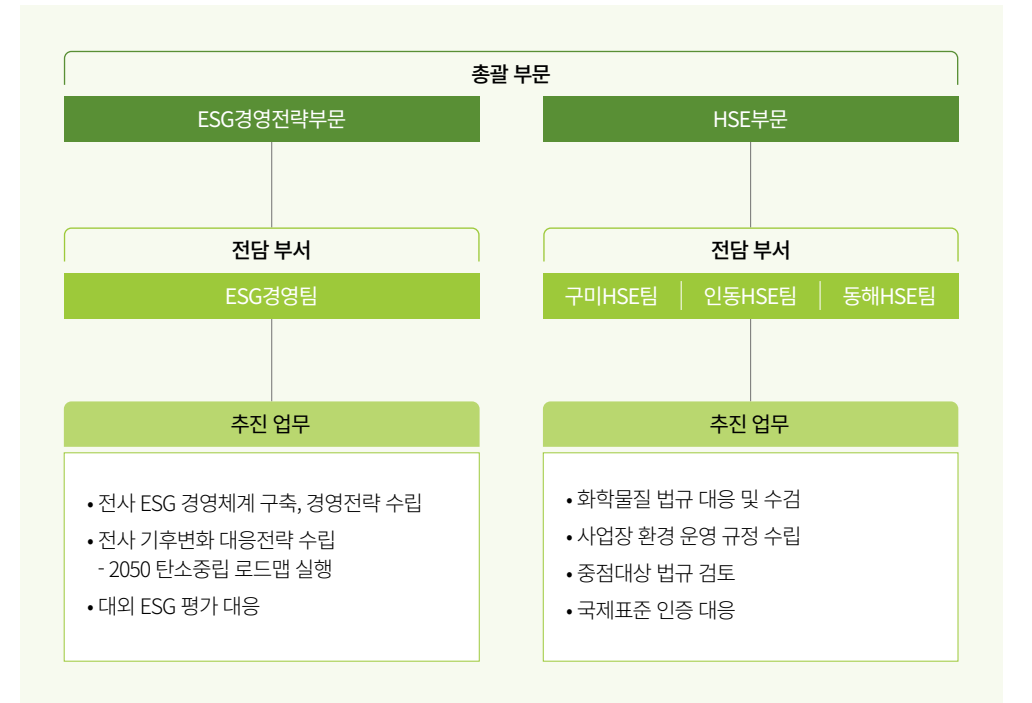 총괄 부문
ESG경영전략부문
전담 부서
ESG경영팀
추진 업무
• 전사 ESG 경영체계 구축, 경영전략 수립
• 전사 기후변화 대응전략 수립
- 2050 탄소중립 로드맵 실행
• 대외 ESG 평가 대응
HSE부문
전담 부서
구미HSE팀 | 인동HSE팀 | 동해HSE팀
추진 업무
• 화학물질 법규 대응 및 수검
• 사업장 환경 운영 규정 수립
• 중점대상 법규 검토
• 국제표준 인증 대응